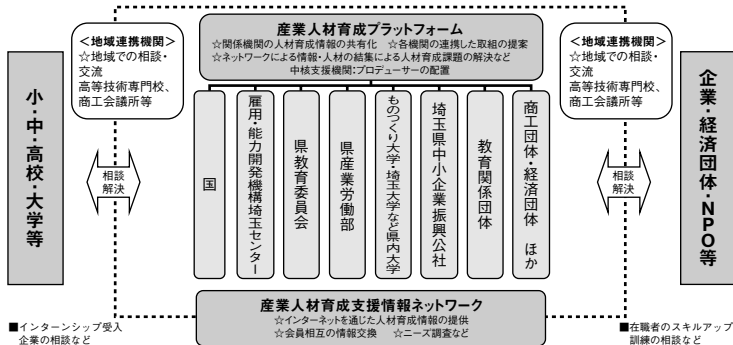 産業人材育成プラットフォーム
☆関係機関の人材育成情報の共有化　☆各機関の連携した取組の提案
☆ネットワークによる情報・人材の結集による人材育成課題の解決など
中核支援機関:プロデューサーの配置
＜地域連携機関＞
☆地域での相談・
交流
高等技術専門校、
商工会議所等
＜地域連携機関＞
☆地域での相談・
交流
高等技術専門校、
商工会議所等
小・中・高校・大学等
相談
解決
国
雇用・能力開発機構埼玉センター
県教育委員会
県産業労働部
ものつくり大学・埼玉大学など県内大学
埼玉県中小企業振興公社
教育関係団体
商工団体・経済団体　ほか
相談
解決
企業・経済団体・NPO等
産業人材育成支援情報ネットワーク
☆インターネットを通じた人材育成情報の提供
☆会員相互の情報交換　☆ニーズ調査など
■インターンシップ受入
企業の相談など
■在職者のスキルアップ
訓練の相談など